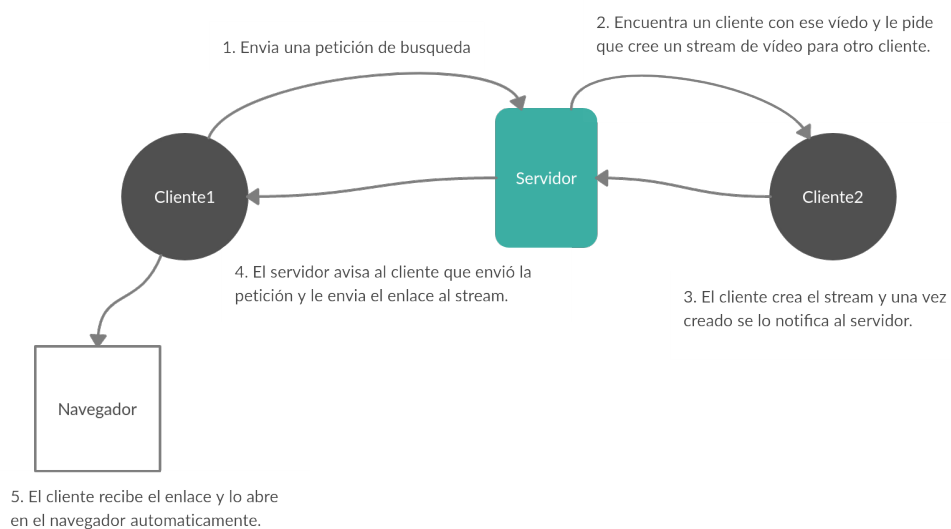 1. Envia una petición de busqueda
2. Encuentra un cliente con ese víedo y le pide
que cree un stream de vídeo para otro cliente.
Cliente1
Servidor
Cliente2
4. El servidor avisa al cliente que envió la
petición y le envia el enlace al stream.
3. El cliente crea el stream y una vez
creado se lo notifica al servidor.
Navegador
5. El cliente recibe el enlace y lo abre
en el navegador automaticamente.